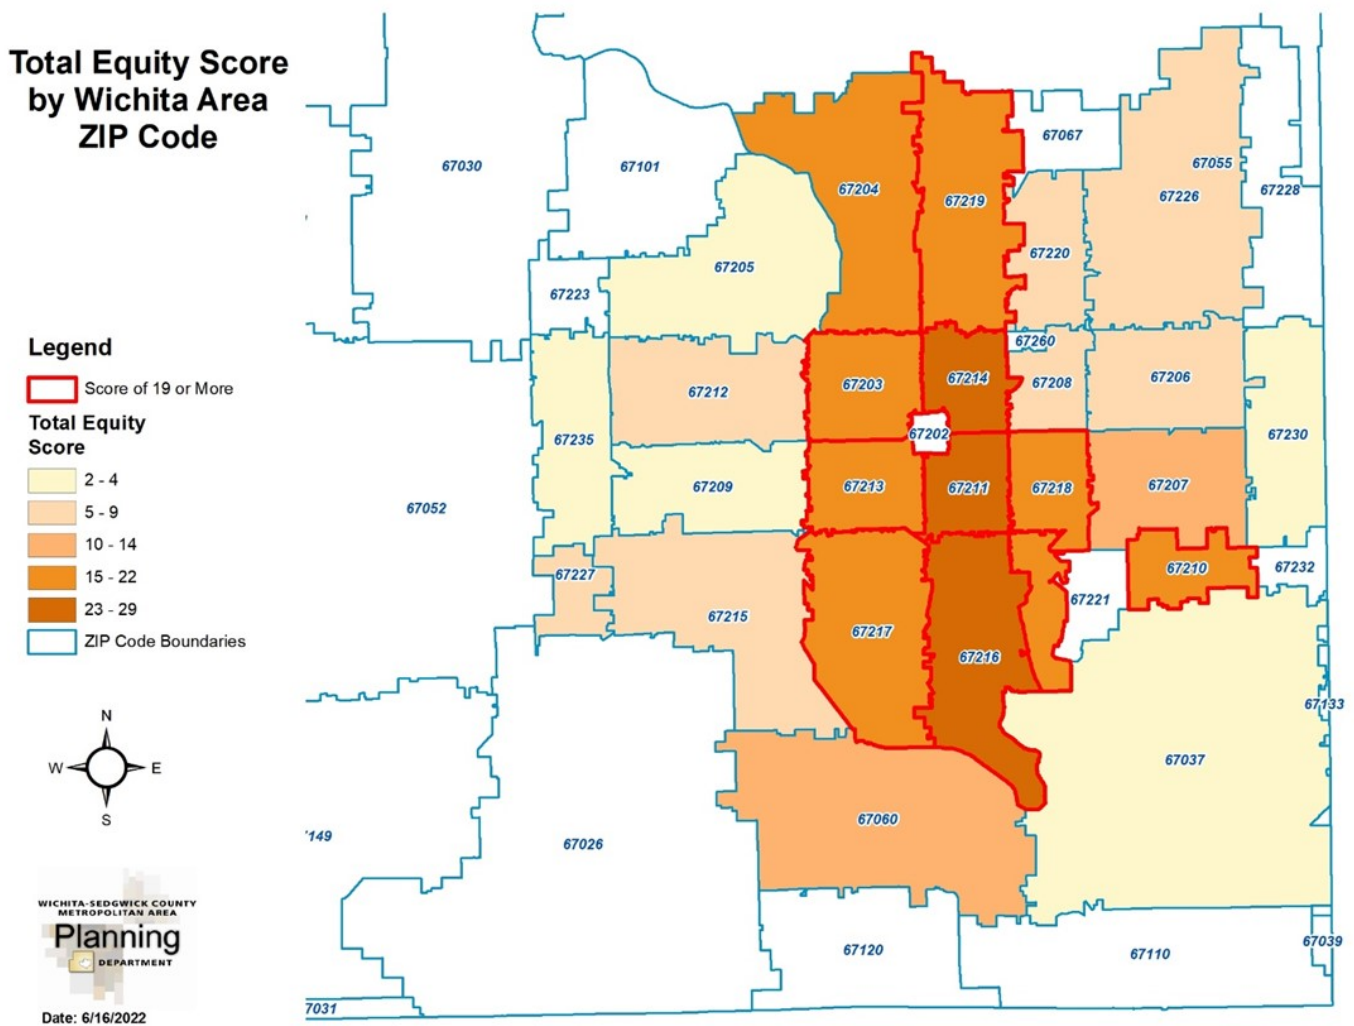 Total Equity Score
by Wichita Area
ZIP Code
67030
67101
67067
67055
67204
67219
67226
67228
67220
67205
67223
67260
67203
67214
67208
67206
67212
67202
67235
67230
67213
67211
67218
67207
67209
67052
67227
67210
67232
67221
67215
67217
67216
67133
67037
67060
67026
149
67120
67110
67039
7031
Legend
Score of 19 or More
Total Equity
Score
2 - 4
5 - 9
10 - 14
15 - 22
23 - 29
ZIP Code Boundaries
N
W
E
S
WICHITA-SEDGWICK COUNTY
METROPOLITAN AREA
Planning
DEPARTMENT
Date: 6/16/2022